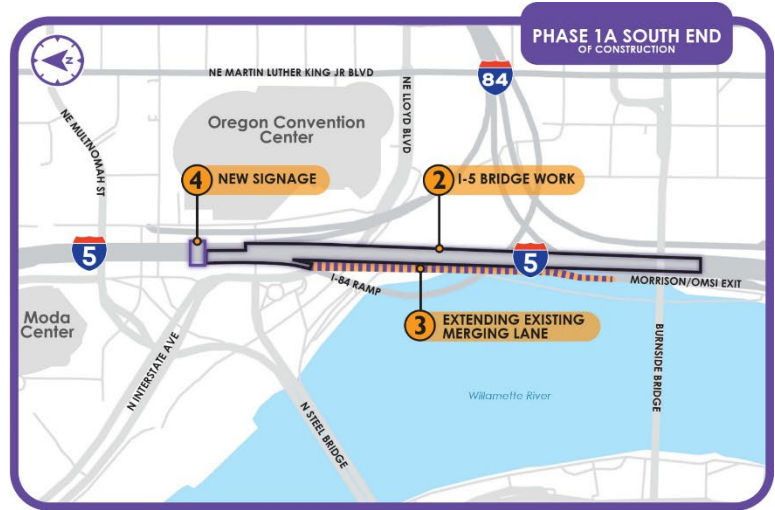 PHASE 1A SOUTH END
OF CONSTRUCTION
N
NE MARTIN LUTHER KING JR BLVD
84
NE MULTNOMAH ST
Oregon Convention
Center
NE LLOYD BLVD
4 NEW SIGNAGE
2 I-5 BRIDGE WORK
5
5
I-84 RAMP
MORRISON/OMSI EXIT
Moda
Center
3 EXTENDING EXISTING
MERGING LANE
N INTERSTATE AVE
N STEEL BRIDGE
Willamette River
BURNSIDE BRIDGE